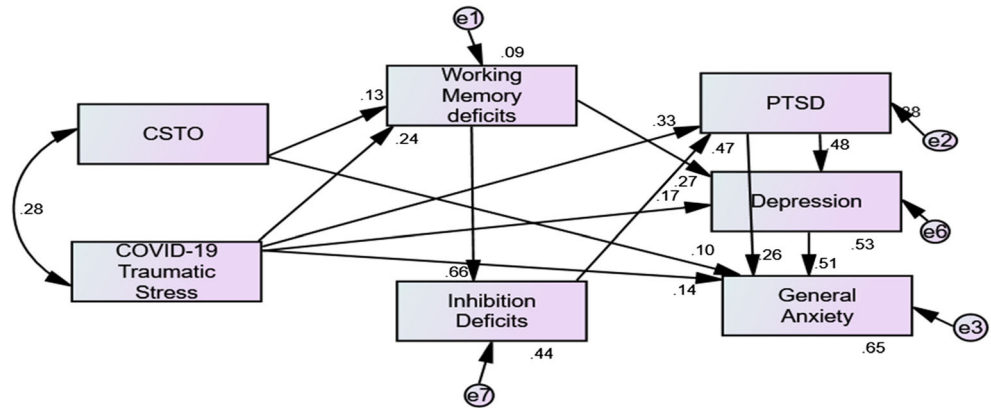 e1
.09
Working
Memory
deficits
.13
.24
CSTO
.28
COVID-19
Traumatic
Stress
.33
PTSD
.38
e2
.47
.48
.27
.17
Depression
e6
.53
.10
.26
.51
.66
.14
Inhibition
Deficits
.44
e7
General
Anxiety
e3
.65